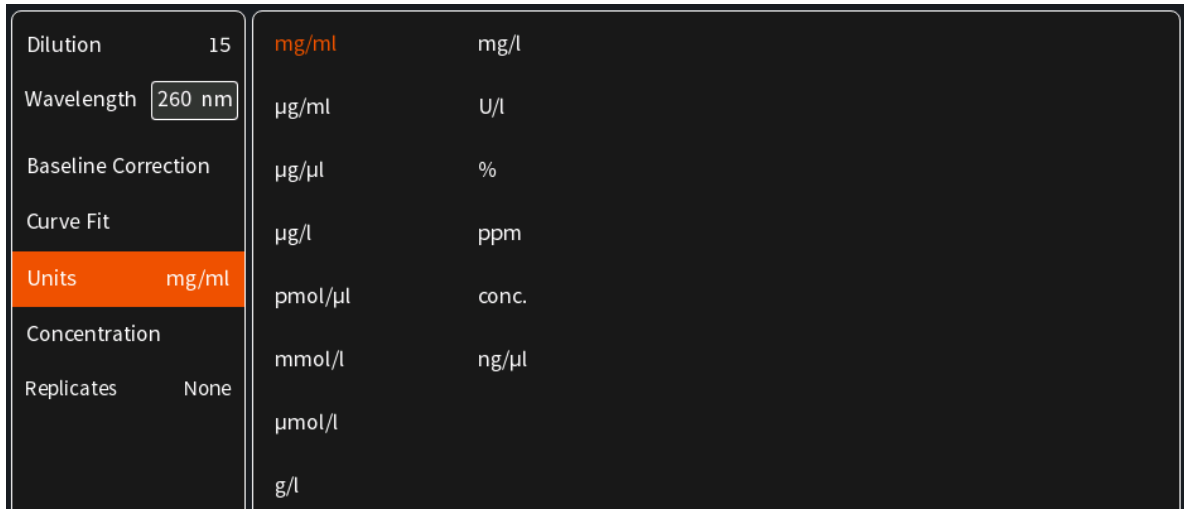 Dilution 15
Wavelength 260 nm
Baseline Correction
Curve Fit
Units mg/ml
Concentration
Replicates None
mg/ml mg/l
µg/ml U/l
µg/µl %
µg/l ppm
pmol/µl conc.
mmol/l ng/µl
µmol/l
g/l